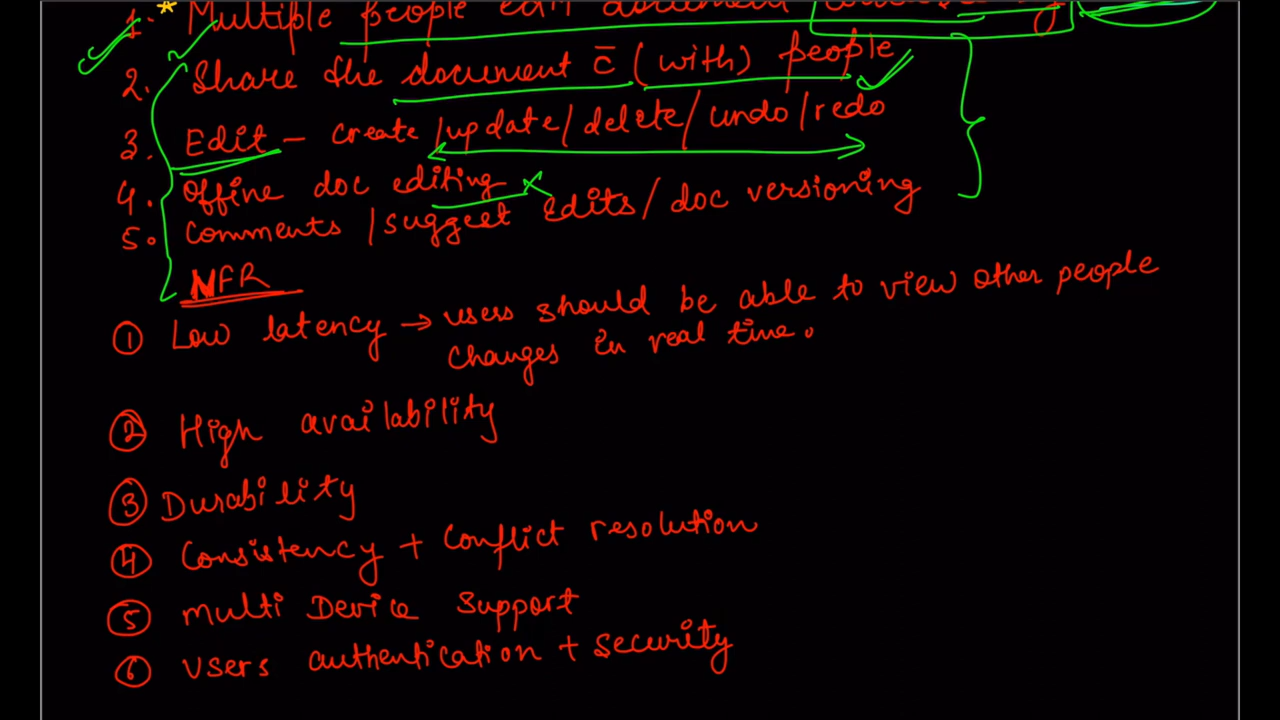 1. * Multiple people edit document
2. Share the document c̄ (with) people
3. Edit - create /update/delete/undo/redo
4. Offine doc editing
5. Comments /suggest edits/ doc versioning
NFR
① Low latency → users should be able to view other people
changes in real time.
② High availability
③ Durability
④ Consistency + Conflict resolution
⑤ Multi Device Support
⑥ Users authentication + security